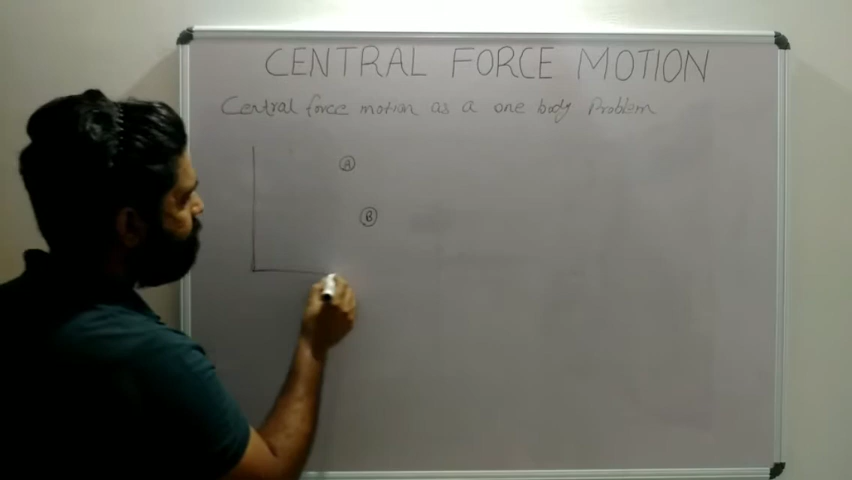 CENTRAL FORCE MOTION
Central force motion as a one body Problem
A
B